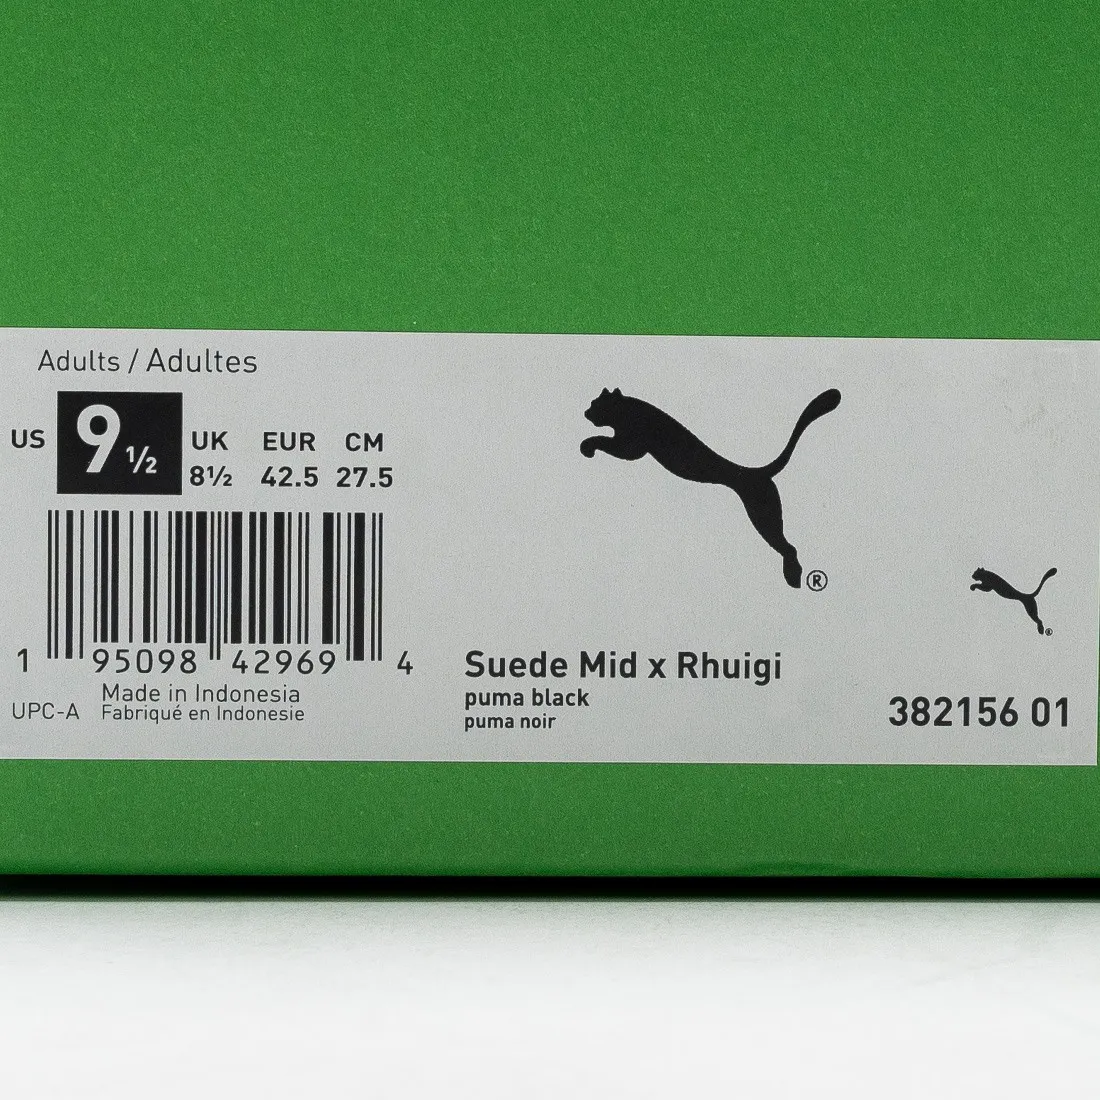 Adults / Adultes
US 9 ½ UK 8½ EUR 42.5 CM 27.5
1 95098 42969 4
UPC-A
Made in Indonesia
Fabriqué en Indonesie
®
Suede Mid x Rhuigi
puma black
puma noir
®
382156 01